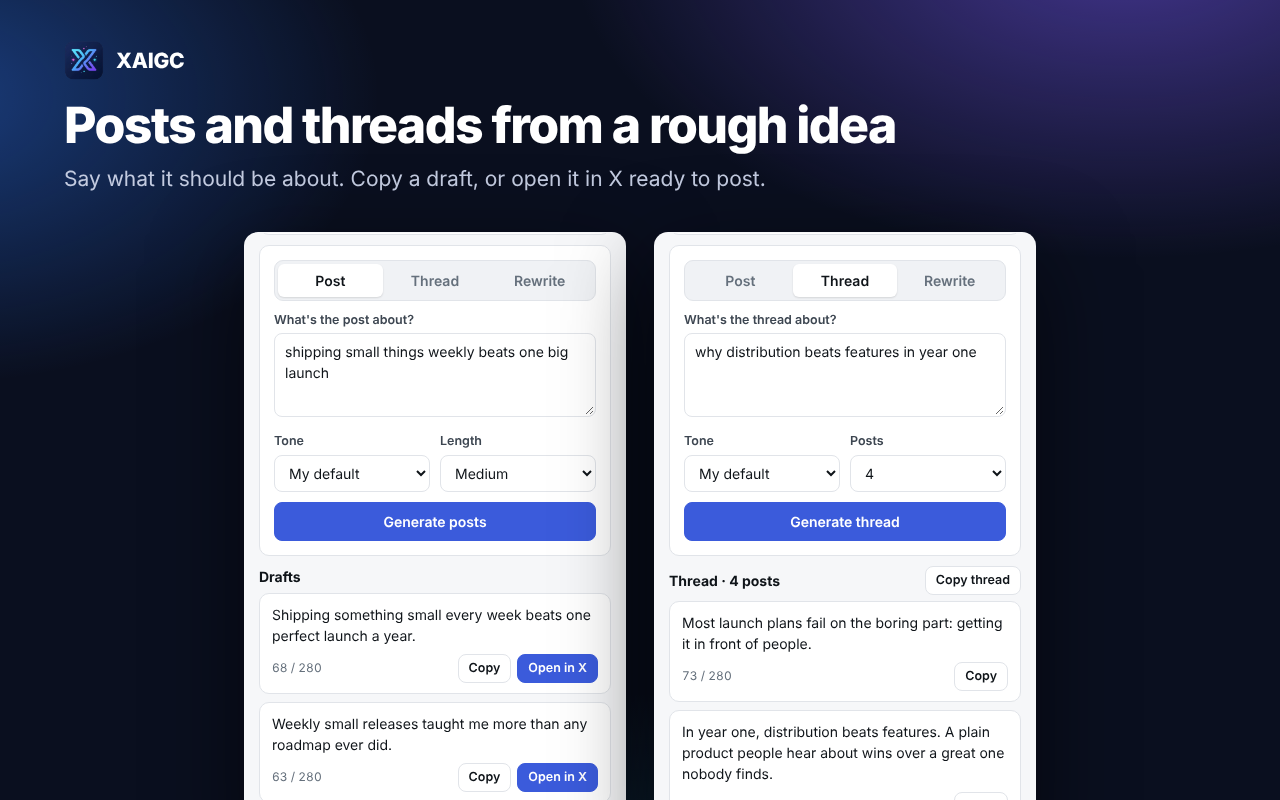 XAIGC
Posts and threads from a rough idea
Say what it should be about. Copy a draft, or open it in X ready to post.
Post
Thread
Rewrite
What's the post about?
shipping small things weekly beats one big
launch
Tone
Length
My default
Medium
Generate posts
Drafts
Shipping something small every week beats one
perfect launch a year.
68 / 280
Copy
Open in X
Weekly small releases taught me more than any
roadmap ever did.
63 / 280
Copy
Open in X
Post
Thread
Rewrite
What's the thread about?
why distribution beats features in year one
Tone
Posts
My default
4
Generate thread
Thread · 4 posts
Copy thread
Most launch plans fail on the boring part: getting
it in front of people.
73 / 280
Copy
In year one, distribution beats features. A plain
product people hear about wins over a great one
nobody finds.